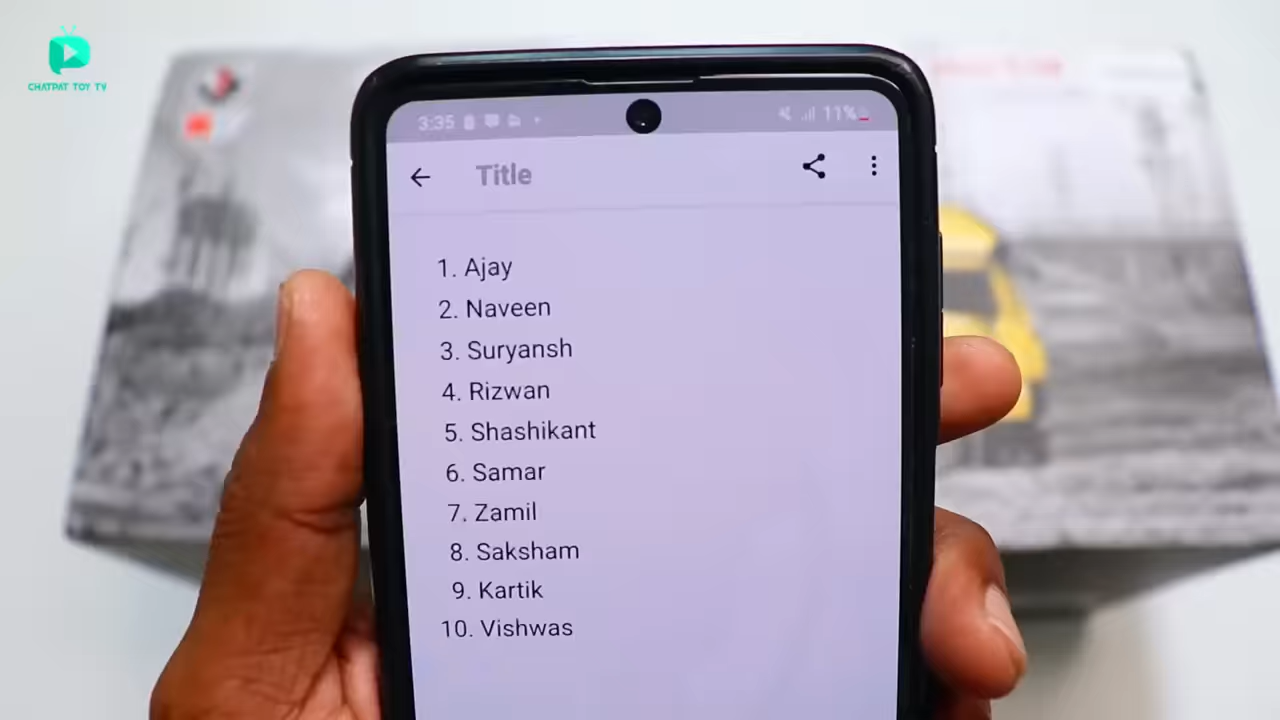 CHATPAT TOY TV
3:35
11%
Title
1. Ajay
2. Naveen
3. Suryansh
4. Rizwan
5. Shashikant
6. Samar
7. Zamil
8. Saksham
9. Kartik
10. Vishwas